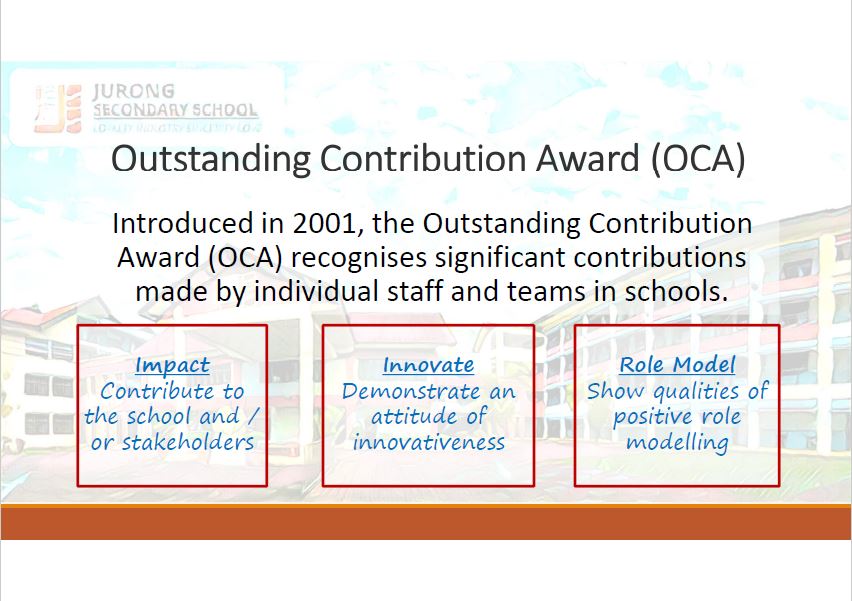 JURONG
SECONDARY SCHOOL
Outstanding Contribution Award (OCA)
Introduced in 2001, the Outstanding Contribution
Award (OCA) recognises significant contributions
made by individual staff and teams in schools.
Impact
Contribute to
the school and /
or stakeholders
Innovate
Demonstrate an
attitude of
innovativeness
Role Model
Show qualities of
positive role
modelling